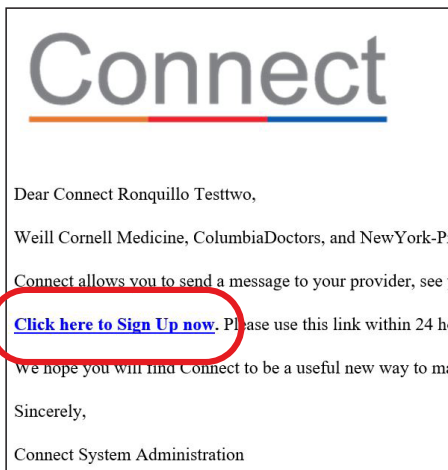 Connect
Dear Connect Ronquillo Testtwo,
Weill Cornell Medicine, ColumbiaDoctors, and NewYork-P
Connect allows you to send a message to your provider, see
Click here to Sign Up now. Please use this link within 24 h
We hope you will find Connect to be a useful new way to ma
Sincerely,
Connect System Administration